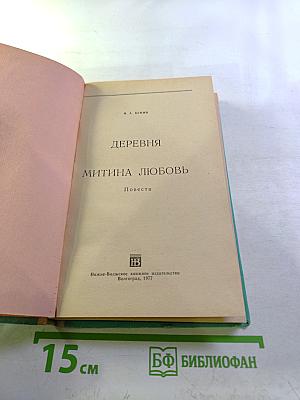 И. А. БУНИН
ДЕРЕВНЯ
МИТИНА ЛЮБОВЬ
Повести
Нижне-Волжское книжное издательство
Волгоград, 1977
15 см
БФ БИБЛИОФАН